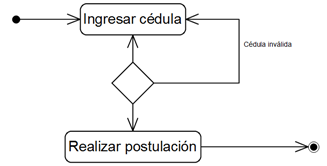 Ingresar cédula
Cédula inválida
Realizar postulación